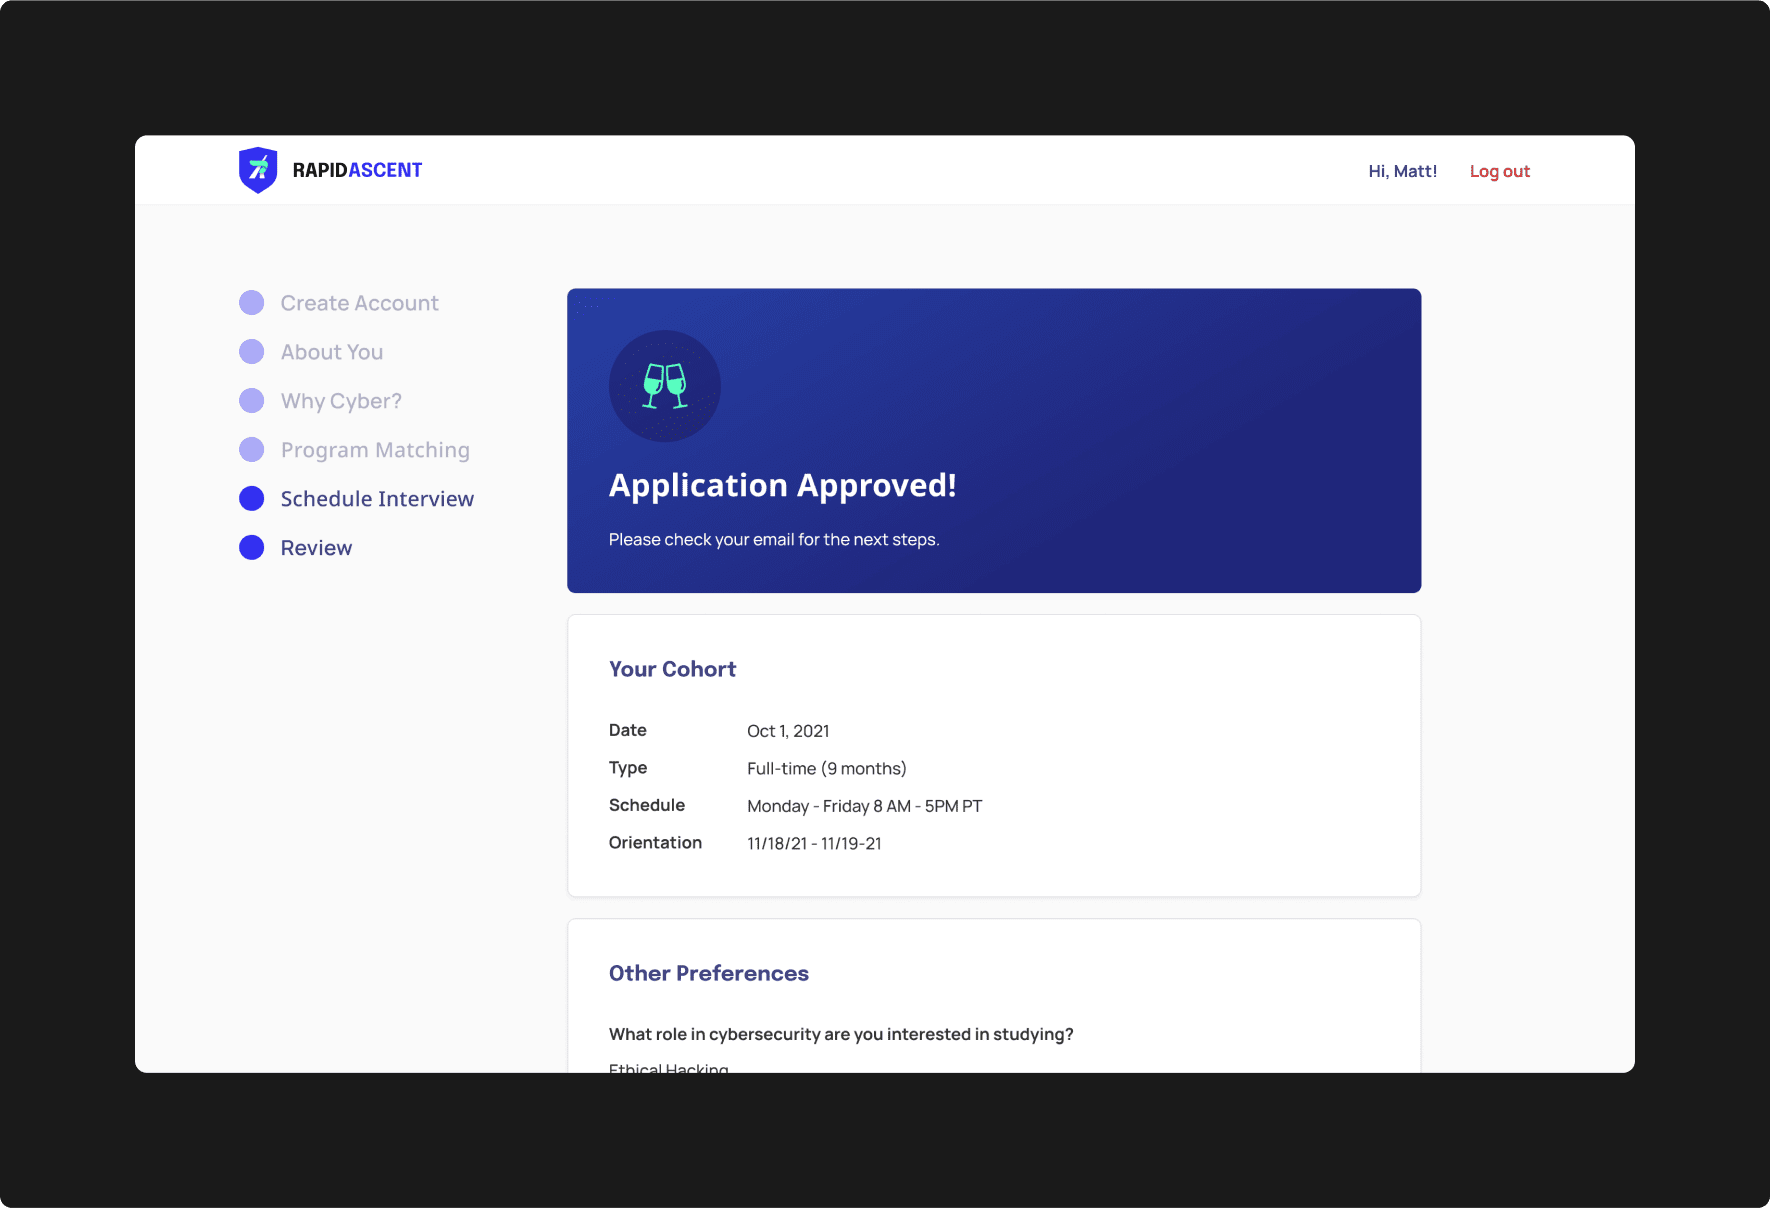 RAPIDASCENT
Hi, Matt!
Log out
Create Account
About You
Why Cyber?
Program Matching
Schedule Interview
Review
Application Approved!
Please check your email for the next steps.
Your Cohort
Date Oct 1, 2021
Type Full-time (9 months)
Schedule Monday - Friday 8 AM - 5PM PT
Orientation 11/18/21 - 11/19-21
Other Preferences
What role in cybersecurity are you interested in studying?
Ethical Hacking